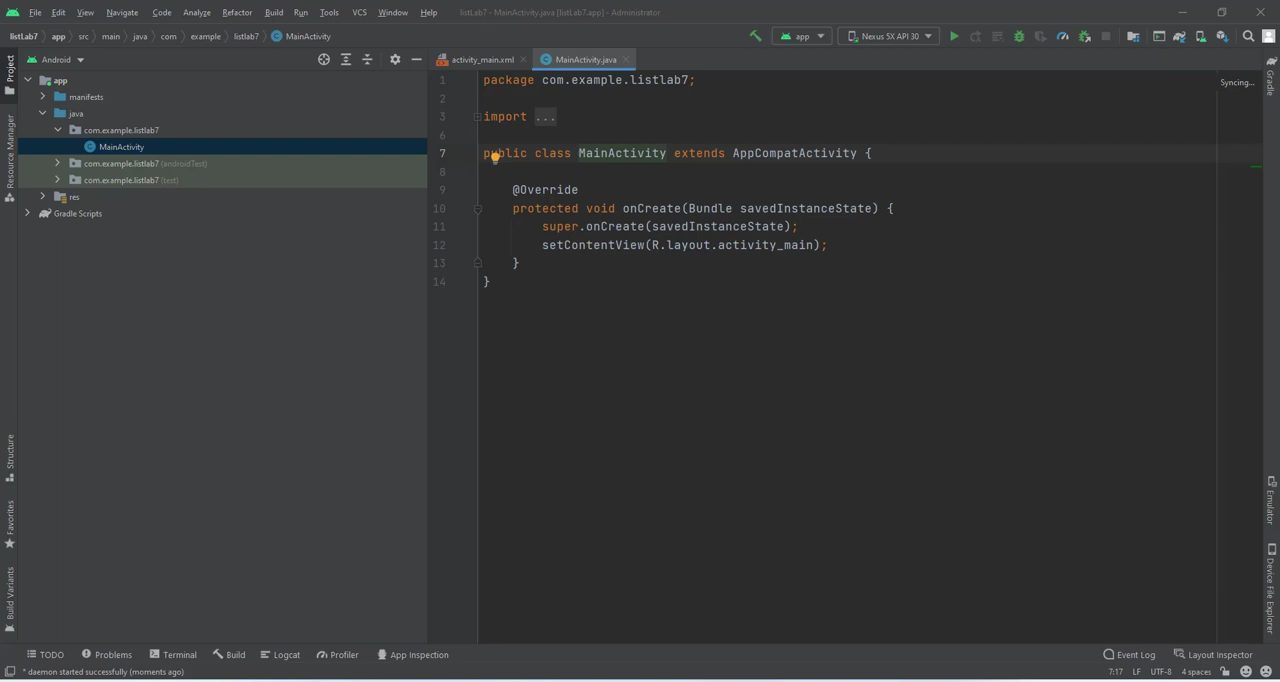 File Edit View Navigate Code Analyze Refactor Build Run Tools VCS Window Help listLab7 - MainActivity.java [listLab7.app] - Administrator
listLab7 app src main java com example listlab7 MainActivity app Nexus 5X API 30
Project
Android
activity_main.xml MainActivity.java
app
manifests
java
com.example.listlab7
MainActivity
com.example.listlab7 (androidTest)
com.example.listlab7 (test)
res
Gradle Scripts
Resource Manager
Structure
Favorites
Build Variants
1 package com.example.listlab7;
2
3 import ...
6
7 public class MainActivity extends AppCompatActivity {
8
9 @Override
10 protected void onCreate(Bundle savedInstanceState) {
11 super.onCreate(savedInstanceState);
12 setContentView(R.layout.activity_main);
13 }
14 }
Syncing...
Gradle
Emulator
Device File Explorer
TODO Problems Terminal Build Logcat Profiler App Inspection Event Log Layout Inspector
* daemon started successfully (moments ago) 7:17 LF UTF-8 4 spaces